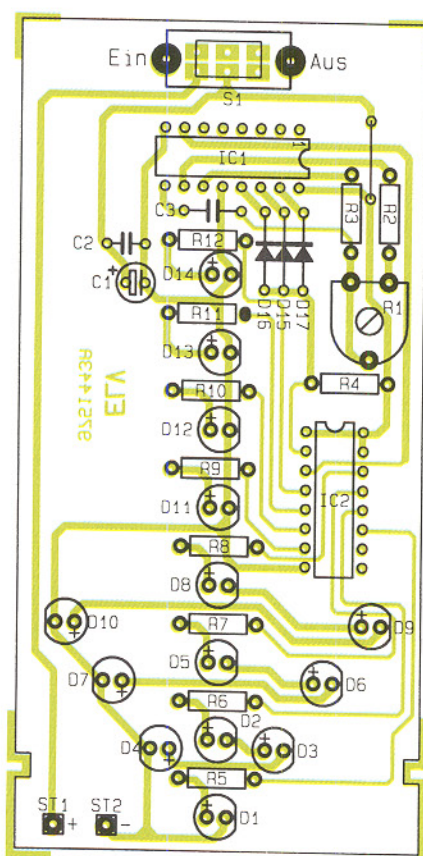 Ein Aus
S1
1
IC1
C3
R3 R2
C2
R12
+
C1
D14
D16 D15 D17
R1
R11
D13
R4
R10
ELV
9751443A
D12
R9
IC2
D11
R8
D8
+
D10
+
R7
D9
+
D5
+
D7
+
D6
+
R6
D2
+
D4
+
D3
+
R5
ST1 + ST2 -
D1
+